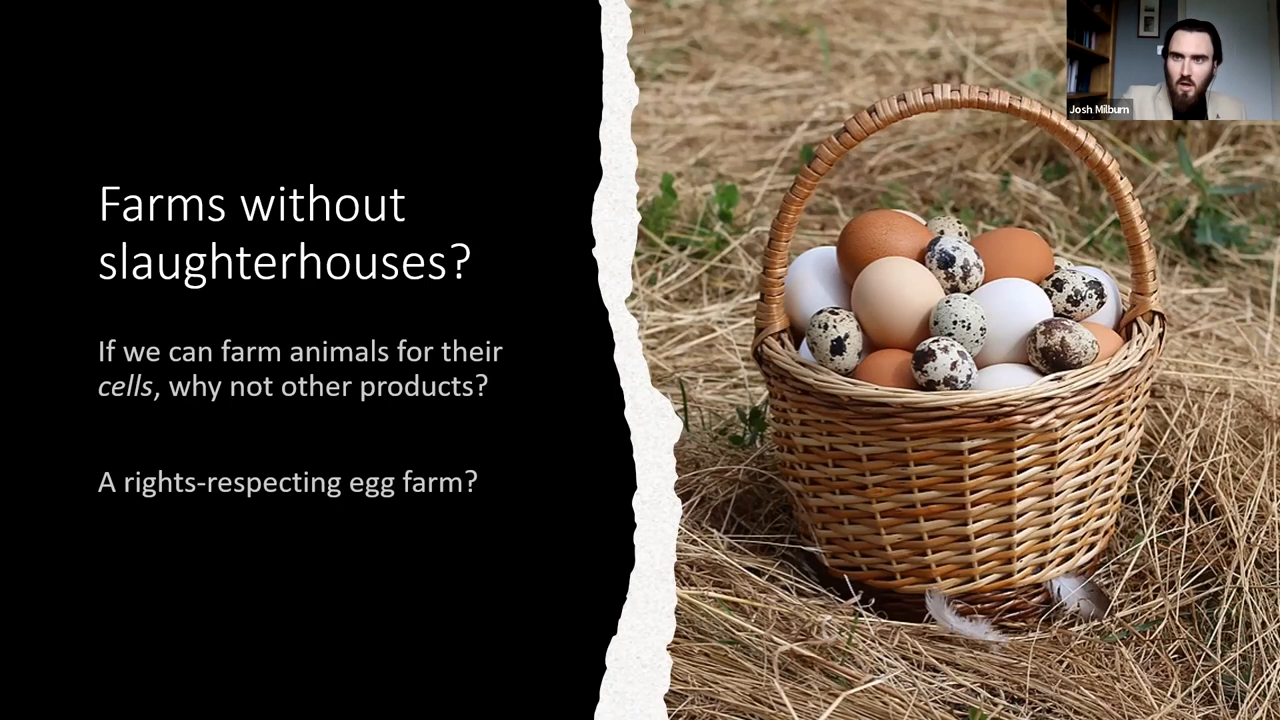 Farms without
slaughterhouses?
If we can farm animals for their
cells, why not other products?
A rights-respecting egg farm?
Josh Milburn